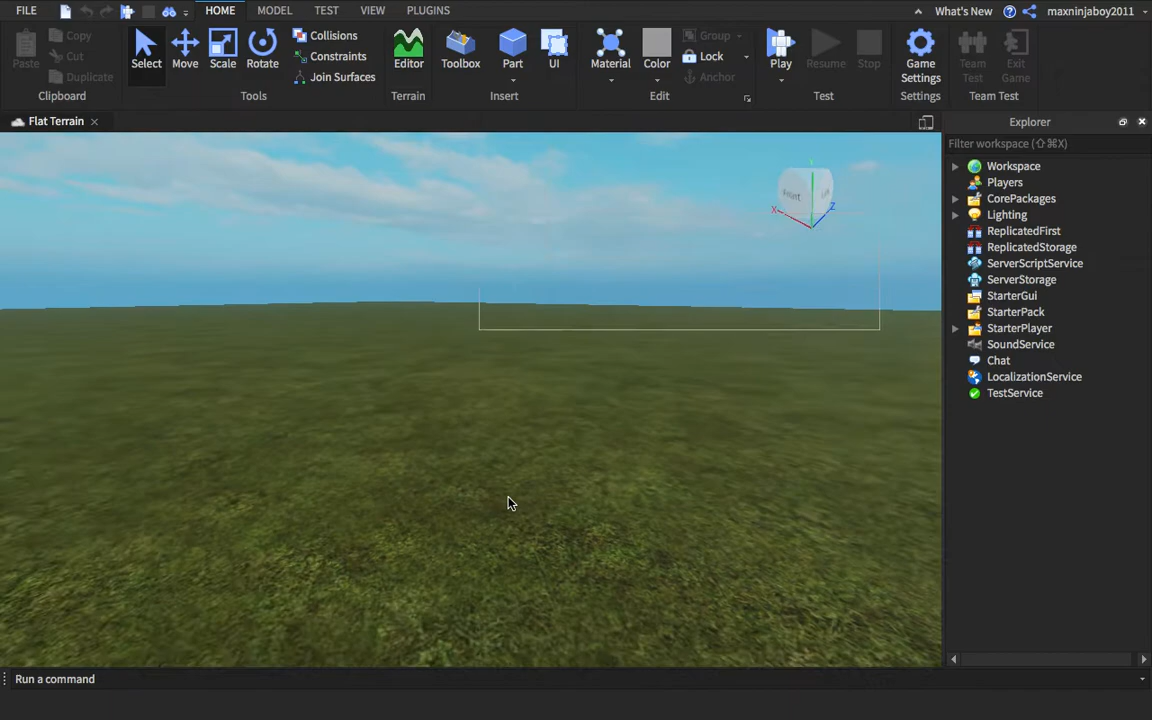 FILE HOME MODEL TEST VIEW PLUGINS What's New maxninjaboy2011
Paste Copy Cut Duplicate
Select Move Scale Rotate Collisions Constraints Join Surfaces
Editor Toolbox Part UI Material Color Group Lock Anchor
Play Resume Stop Game Settings Team Test Exit Game
Clipboard Tools Terrain Insert Edit Test Settings Team Test
Flat Terrain
Explorer
Filter workspace (⇧⌘X)
Workspace
Players
CorePackages
Lighting
ReplicatedFirst
ReplicatedStorage
ServerScriptService
ServerStorage
StarterGui
StarterPack
StarterPlayer
SoundService
Chat
LocalizationService
TestService
Front
X Z
Run a command